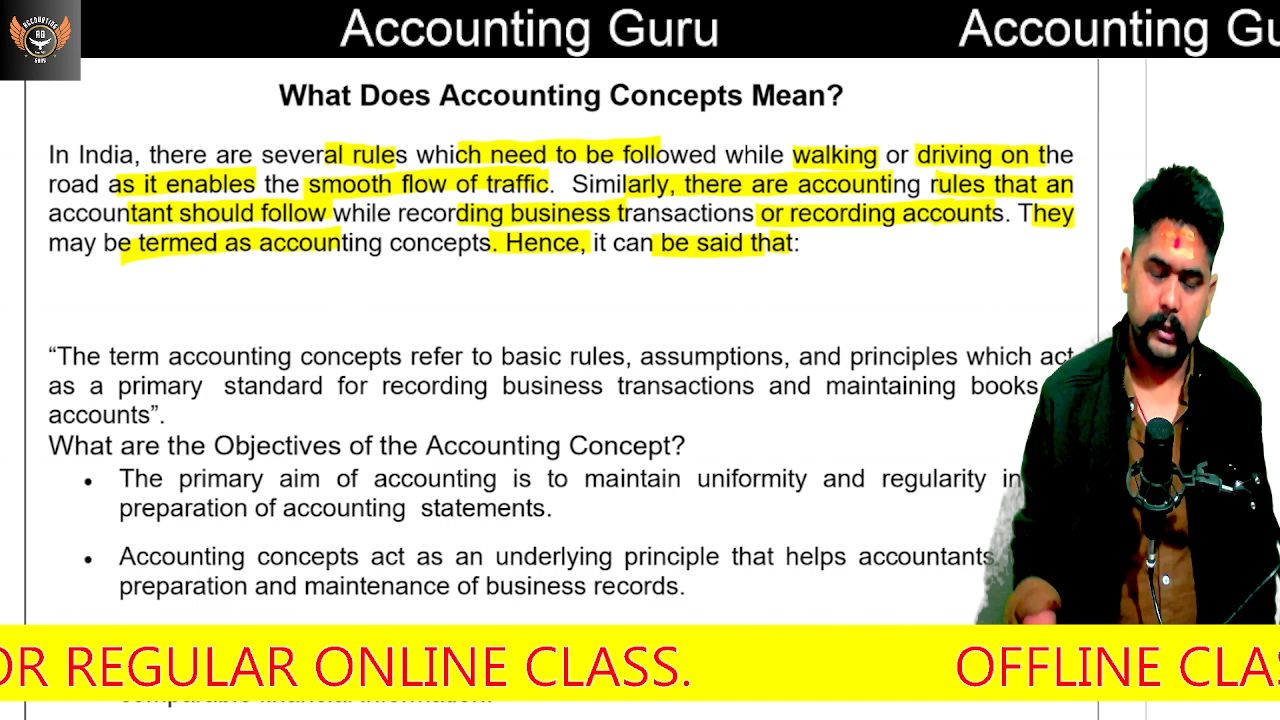 Accounting Guru
Accounting Gu
ACCOUNTING
AG
GURU
What Does Accounting Concepts Mean?
In India, there are several rules which need to be followed while walking or driving on the
road as it enables the smooth flow of traffic. Similarly, there are accounting rules that an
accountant should follow while recording business transactions or recording accounts. They
may be termed as accounting concepts. Hence, it can be said that:
“The term accounting concepts refer to basic rules, assumptions, and principles which act
as a primary standard for recording business transactions and maintaining books
accounts”.
What are the Objectives of the Accounting Concept?
• The primary aim of accounting is to maintain uniformity and regularity in
preparation of accounting statements.
• Accounting concepts act as an underlying principle that helps accountants
preparation and maintenance of business records.
OR REGULAR ONLINE CLASS.
OFFLINE CLAS
comparable financial information.